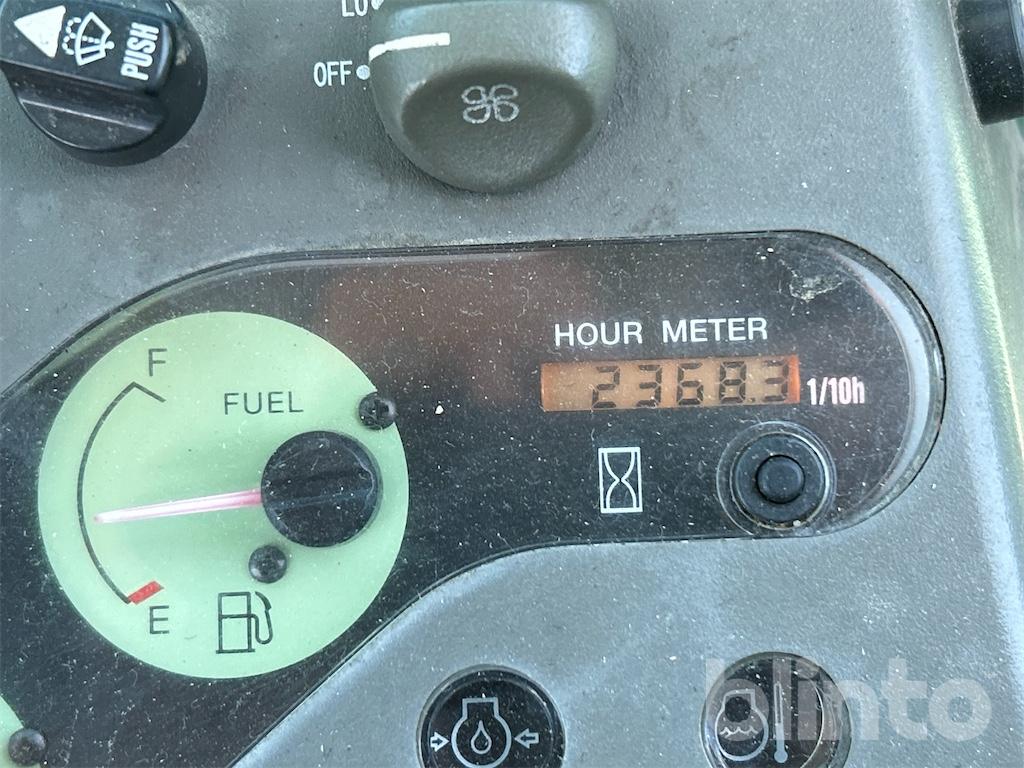 LO
PUSH
OFF
HOUR METER
2368.3 1/10h
F
FUEL
E
blinto